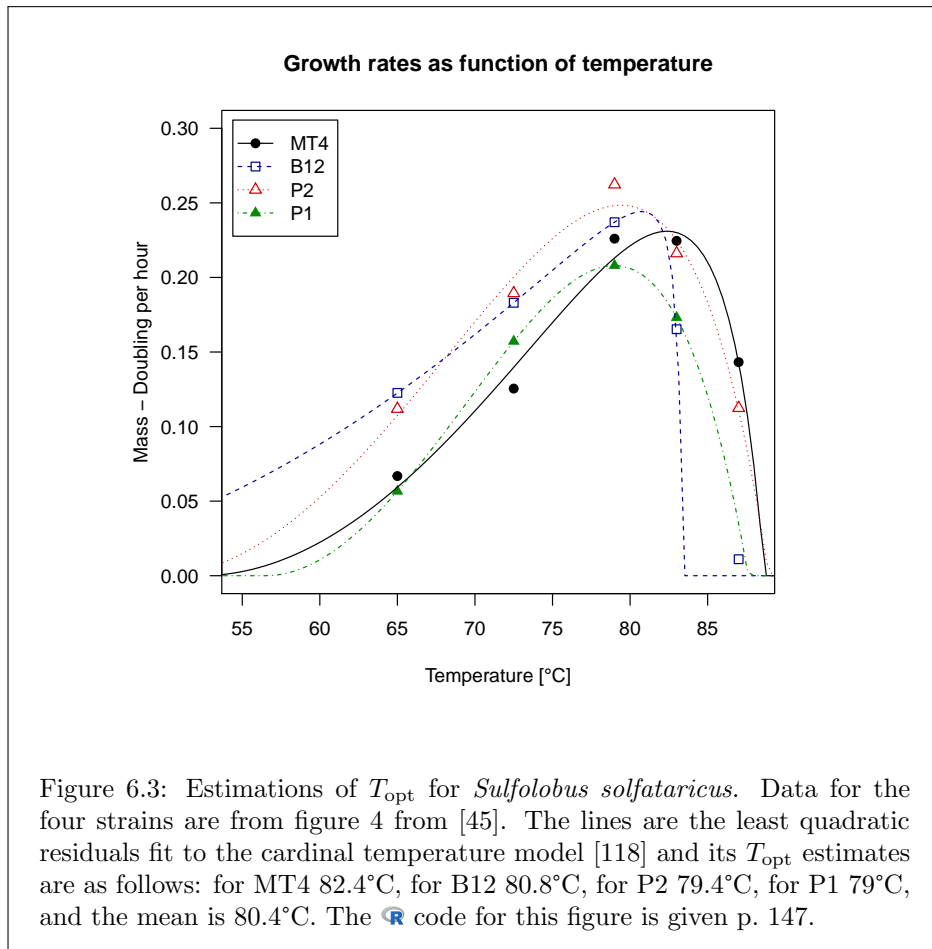 Growth rates as function of temperature
Mass − Doubling per hour
0.30
0.25
0.20
0.15
0.10
0.05
0.00
MT4
B12
P2
P1
55 60 65 70 75 80 85
Temperature [°C]
Figure 6.3: Estimations of Topt for Sulfolobus solfataricus. Data for the
four strains are from figure 4 from [45]. The lines are the least quadratic
residuals fit to the cardinal temperature model [118] and its Topt estimates
are as follows: for MT4 82.4°C, for B12 80.8°C, for P2 79.4°C, for P1 79°C,
and the mean is 80.4°C. The R code for this figure is given p. 147.